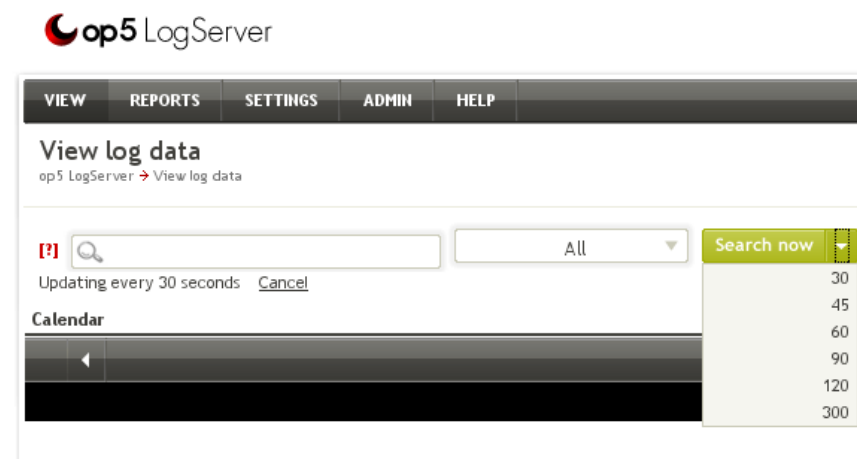 op5 LogServer
VIEW REPORTS SETTINGS ADMIN HELP
View log data
op5 LogServer → View log data
[?] All Search now
Updating every 30 seconds Cancel
Calendar
30
45
60
90
120
300